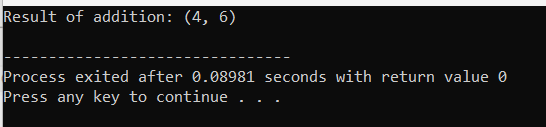 Result of addition: (4, 6)
--------------------------------
Process exited after 0.08981 seconds with return value 0
Press any key to continue . . .